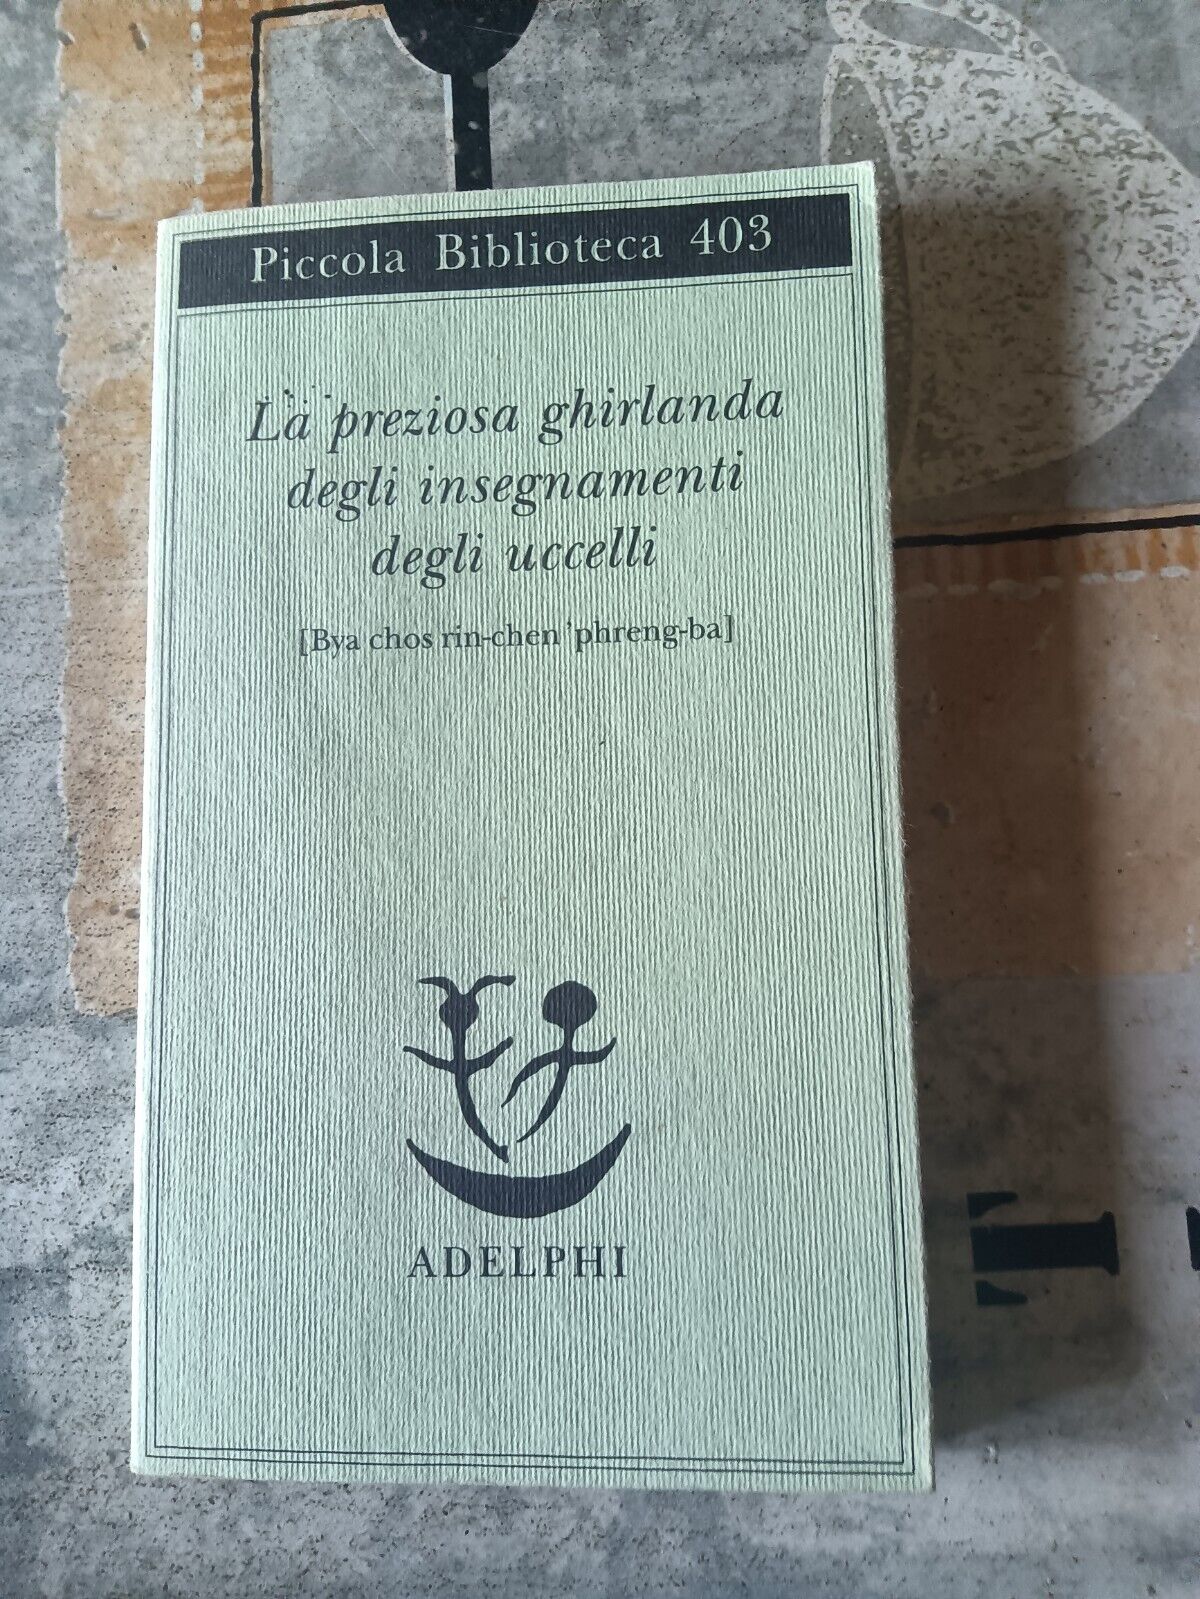 Piccola Biblioteca 403
La preziosa ghirlanda
degli insegnamenti
degli uccelli
[Bya chos rin-chen 'phreng-ba]
ADELPHI
T